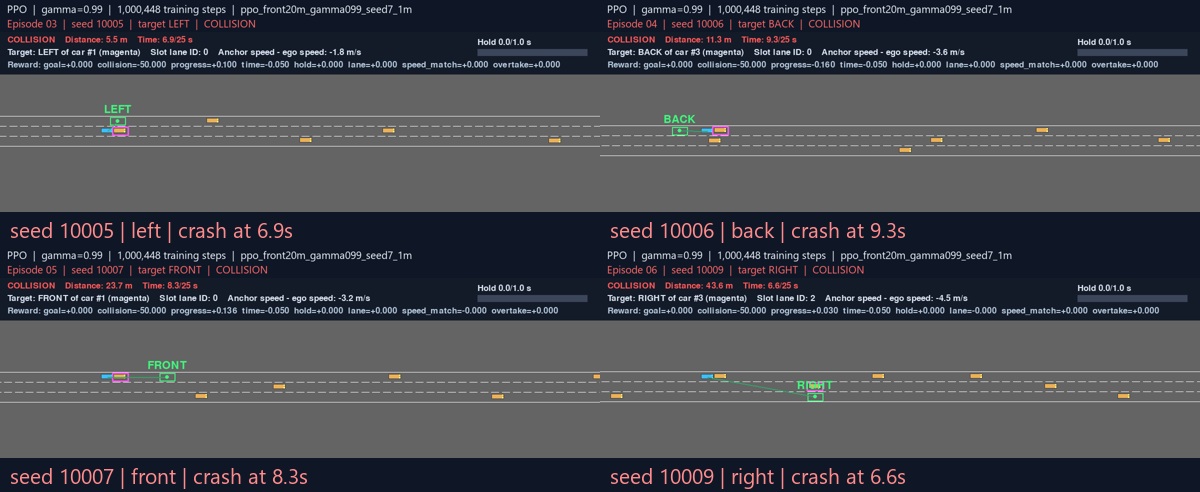 PPO | gamma=0.99 | 1,000,448 training steps | ppo_front20m_gamma099_seed7_1m
Episode 03 | seed 10005 | target LEFT | COLLISION
COLLISION Distance: 5.5 m Time: 6.9/25 s
Target: LEFT of car #1 (magenta) Slot lane ID: 0 Anchor speed - ego speed: -1.8 m/s
Hold 0.0/1.0 s
Reward: goal=+0.000 collision=-50.000 progress=+0.100 time=-0.050 hold=+0.000 lane=+0.000 speed_match=+0.000 overtake=+0.000
LEFT
seed 10005 | left | crash at 6.9s
PPO | gamma=0.99 | 1,000,448 training steps | ppo_front20m_gamma099_seed7_1m
Episode 04 | seed 10006 | target BACK | COLLISION
COLLISION Distance: 11.3 m Time: 9.3/25 s
Target: BACK of car #3 (magenta) Slot lane ID: 0 Anchor speed - ego speed: -3.6 m/s
Hold 0.0/1.0 s
Reward: goal=+0.000 collision=-50.000 progress=-0.160 time=-0.050 hold=+0.000 lane=+0.000 speed_match=+0.000 overtake=+0.000
BACK
seed 10006 | back | crash at 9.3s
PPO | gamma=0.99 | 1,000,448 training steps | ppo_front20m_gamma099_seed7_1m
Episode 05 | seed 10007 | target FRONT | COLLISION
COLLISION Distance: 23.7 m Time: 8.3/25 s
Target: FRONT of car #1 (magenta) Slot lane ID: 0 Anchor speed - ego speed: -3.2 m/s
Hold 0.0/1.0 s
Reward: goal=+0.000 collision=-50.000 progress=+0.136 time=-0.050 hold=+0.000 lane=+0.000 speed_match=-0.000 overtake=+0.000
FRONT
seed 10007 | front | crash at 8.3s
PPO | gamma=0.99 | 1,000,448 training steps | ppo_front20m_gamma099_seed7_1m
Episode 06 | seed 10009 | target RIGHT | COLLISION
COLLISION Distance: 43.6 m Time: 6.6/25 s
Target: RIGHT of car #3 (magenta) Slot lane ID: 2 Anchor speed - ego speed: -4.5 m/s
Hold 0.0/1.0 s
Reward: goal=+0.000 collision=-50.000 progress=+0.030 time=-0.050 hold=+0.000 lane=-0.000 speed_match=+0.000 overtake=+0.000
RIGHT
seed 10009 | right | crash at 6.6s